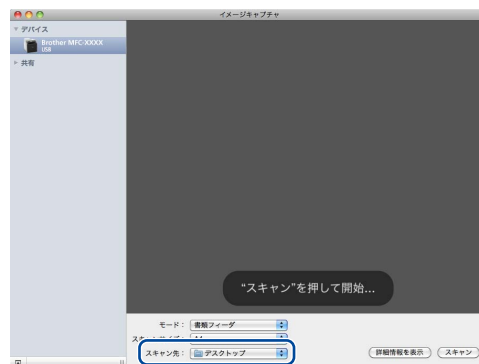 イメージキャプチャ
デバイス
Brother MFC-XXXX
USB
共有
"スキャン"を押して開始...
モード： 書類フィーダ
スキャン先： デスクトップ
詳細情報を表示
スキャン